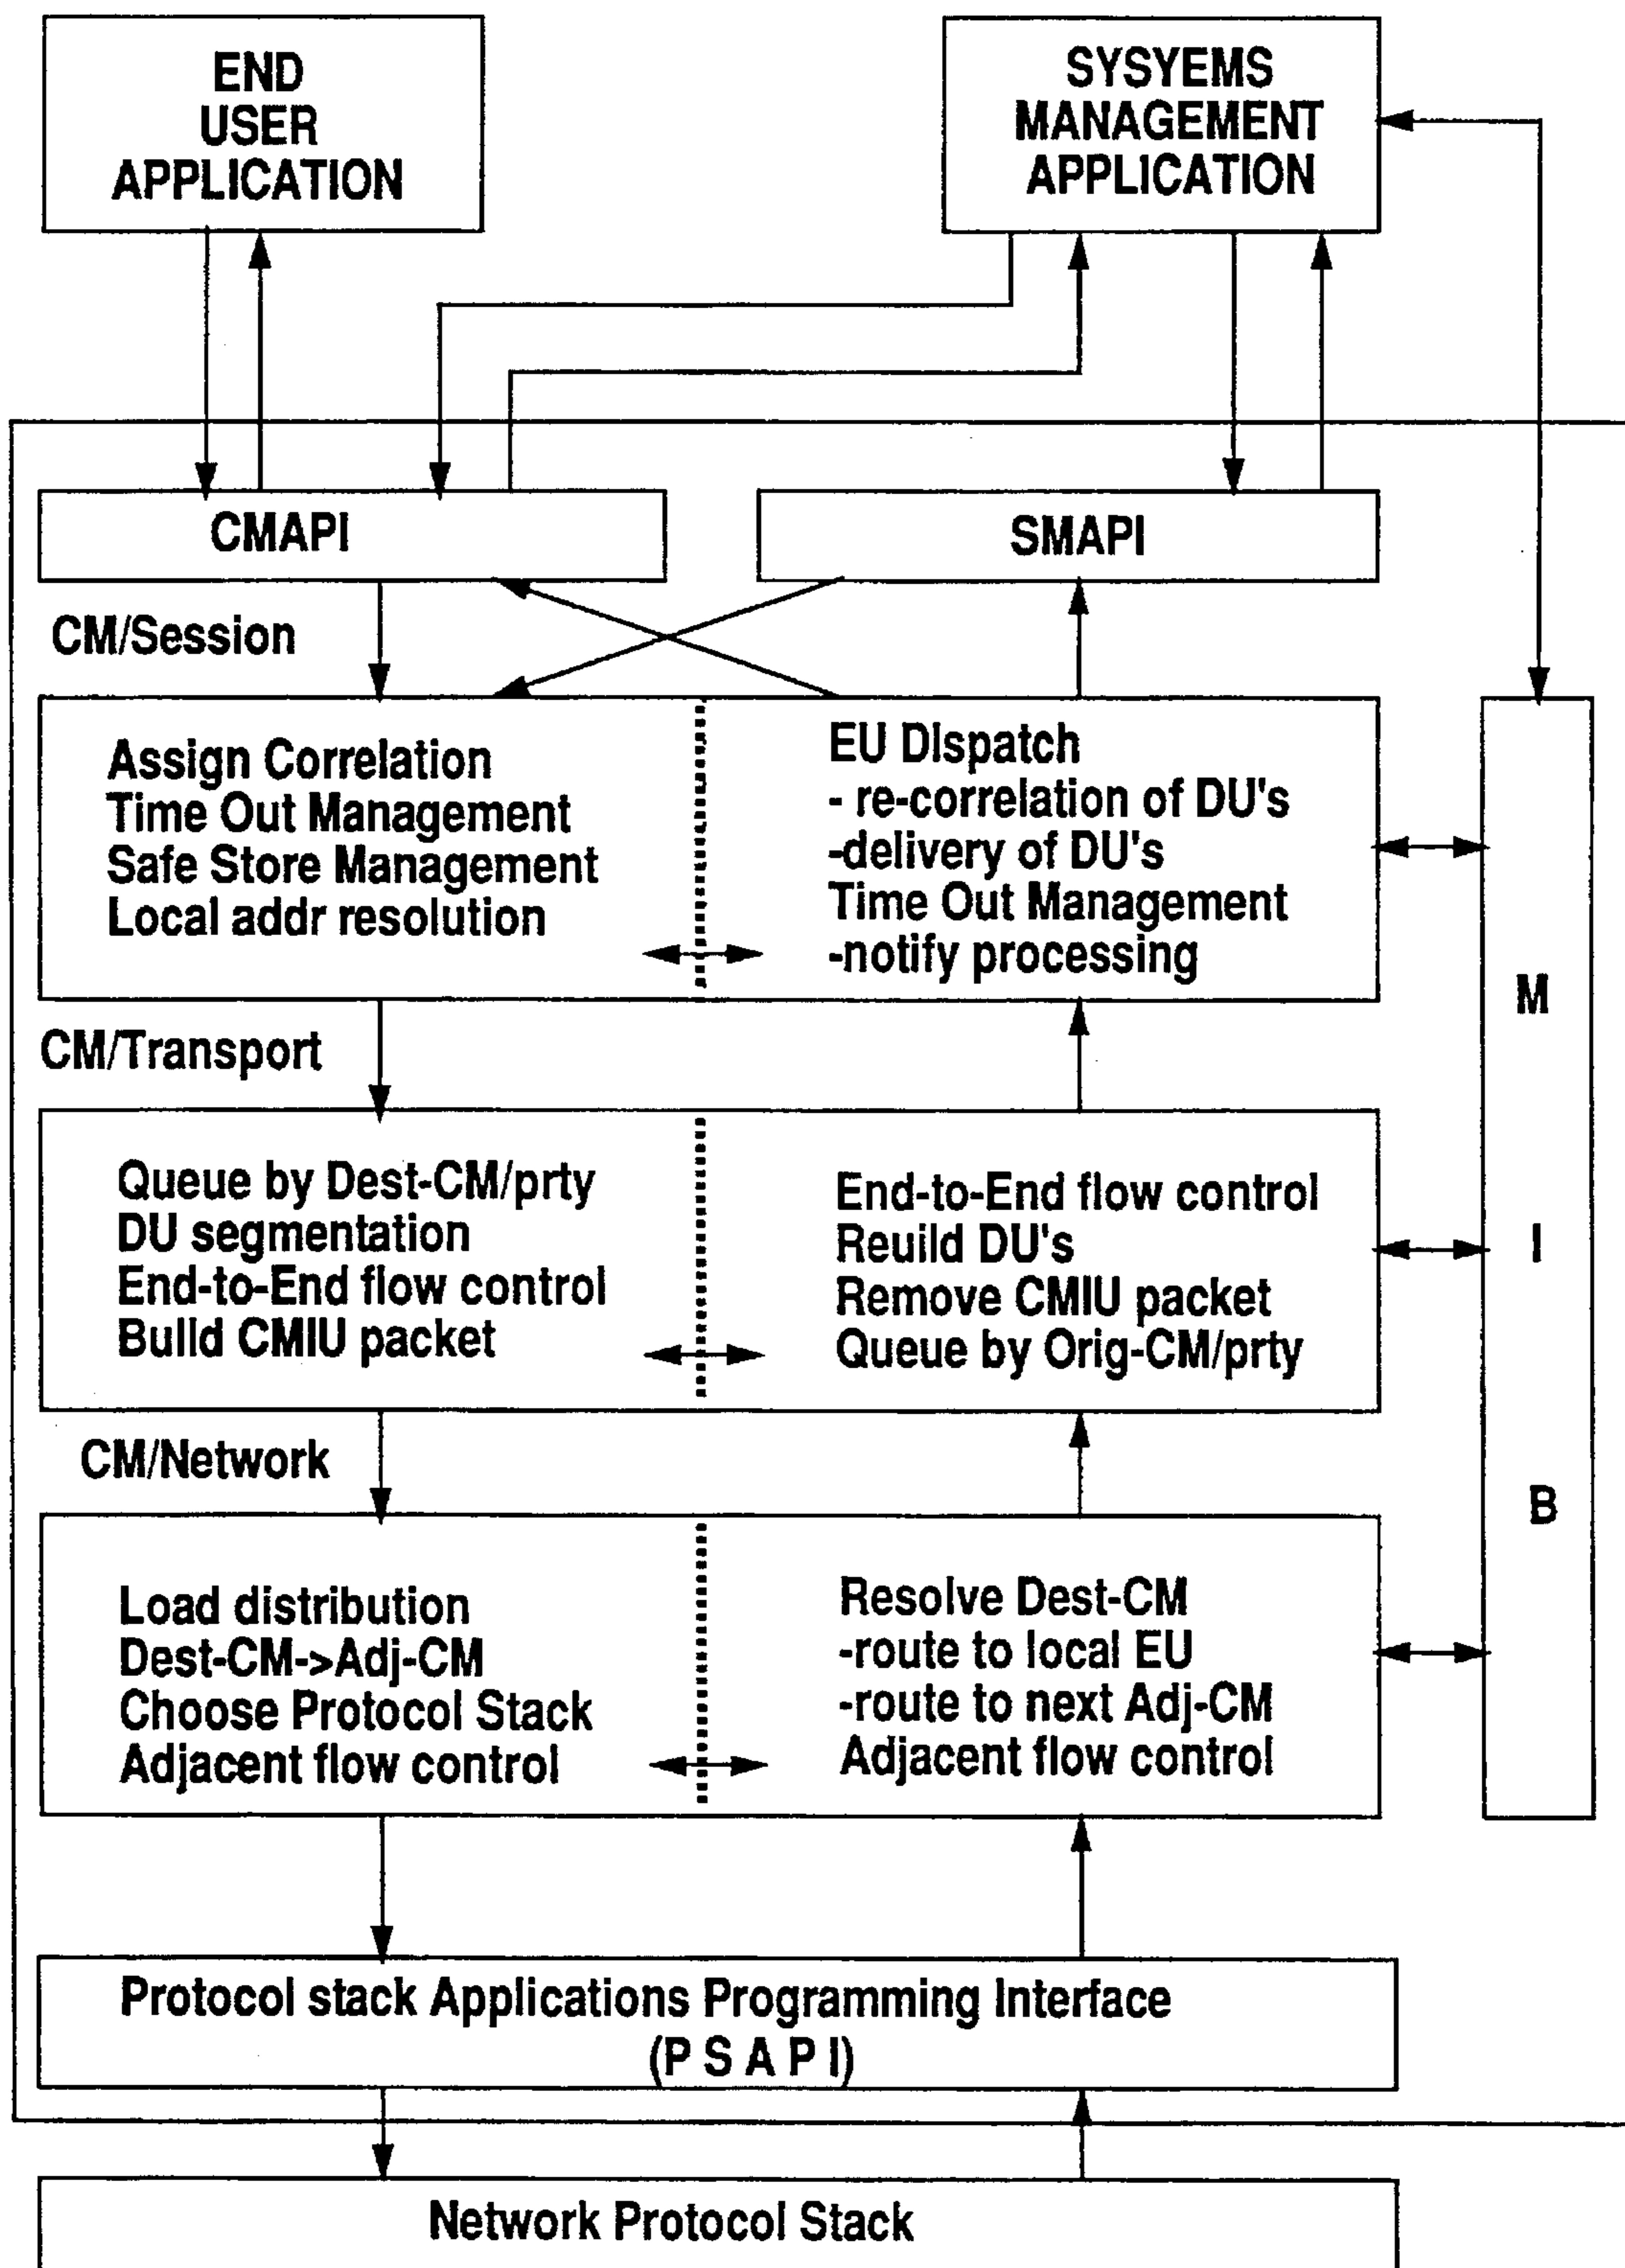 END
USER
APPLICATION
SYSYEMS
MANAGEMENT
APPLICATION
CMAPI
SMAPI
CM/Session
Assign Correlation
Time Out Management
Safe Store Management
Local addr resolution
EU Dispatch
- re-correlation of DU's
-delivery of DU's
Time Out Management
-notify processing
M
I
B
CM/Transport
Queue by Dest-CM/prty
DU segmentation
End-to-End flow control
Build CMIU packet
End-to-End flow control
Reuild DU's
Remove CMIU packet
Queue by Orig-CM/prty
CM/Network
Load distribution
Dest-CM->Adj-CM
Choose Protocol Stack
Adjacent flow control
Resolve Dest-CM
-route to local EU
-route to next Adj-CM
Adjacent flow control
Protocol stack Applications Programming Interface
(P S A P I)
Network Protocol Stack